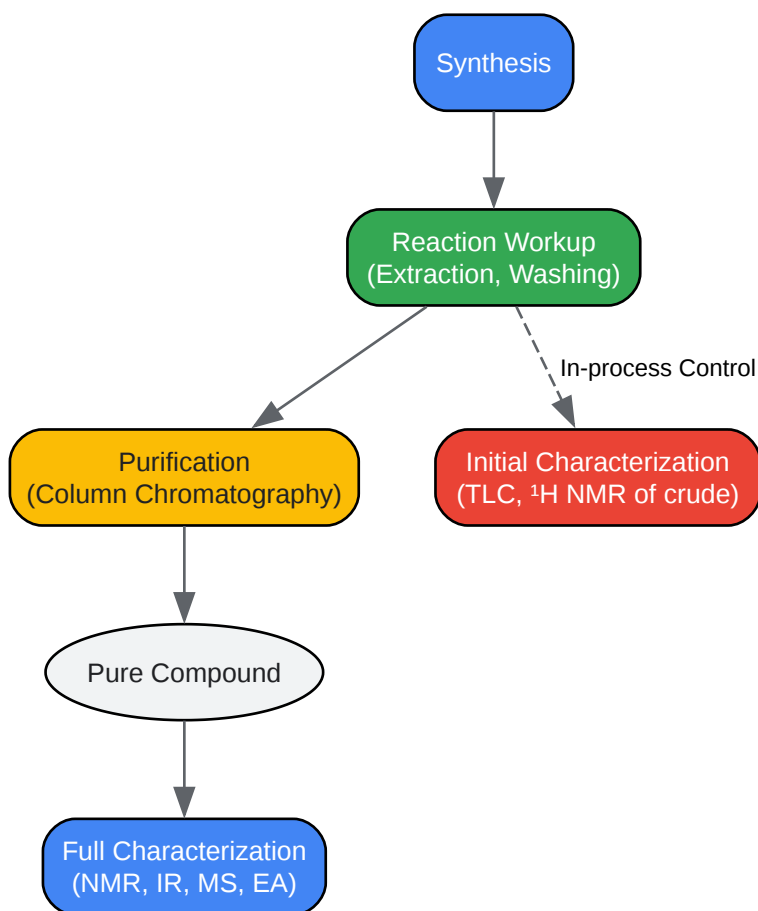 Synthesis
Reaction Workup
(Extraction, Washing)
In-process Control
Purification
(Column Chromatography)
Initial Characterization
(TLC, ¹H NMR of crude)
Pure Compound
Full Characterization
(NMR, IR, MS, EA)